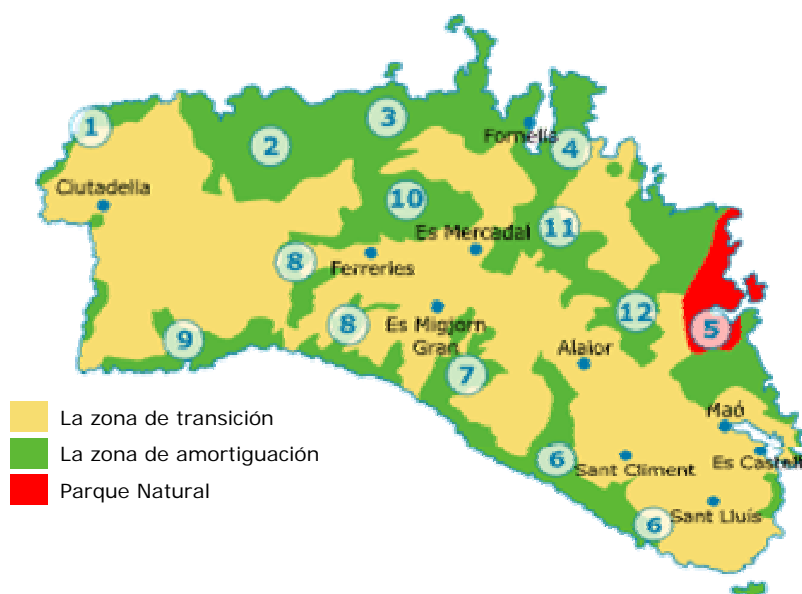 1
2
3
Fornells
4
Ciutadella
10
11
Es Mercadal
8
Ferreries
12
8
Es Migjorn
Gran
5
9
Alaior
7
La zona de transición
Maó
La zona de amortiguación
6
Sant Climent
Es Castell
Parque Natural
Sant Lluís
6